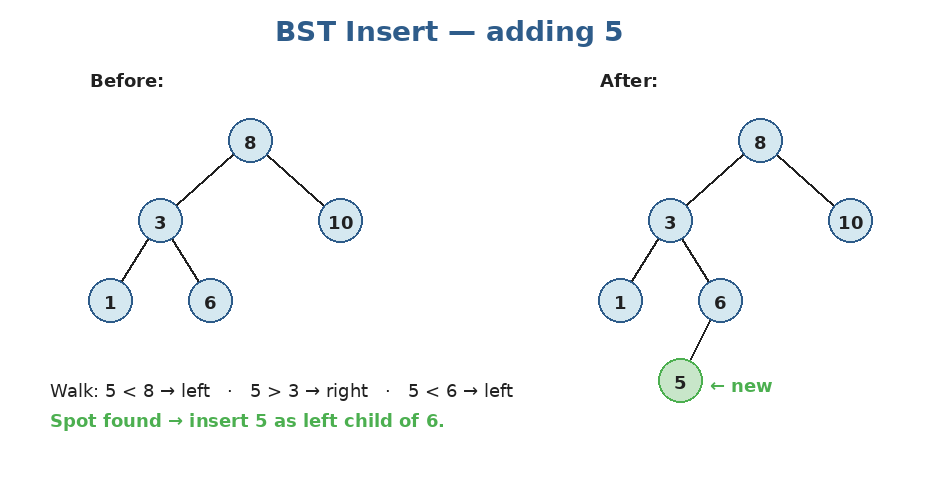 BST Insert — adding 5
Before:
8
3
10
1
6
Walk: 5 < 8 → left · 5 > 3 → right · 5 < 6 → left
Spot found → insert 5 as left child of 6.
After:
8
3
10
1
6
5
← new